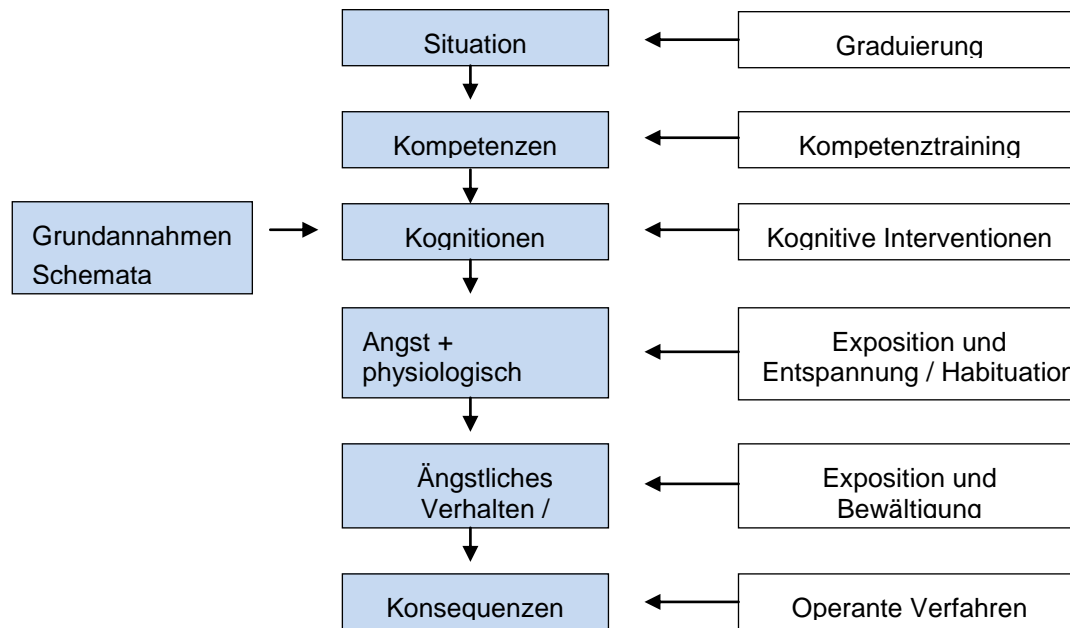 Situation
Graduierung
Kompetenzen
Kompetenztraining
Grundannahmen
Schemata
Kognitionen
Kognitive Interventionen
Angst +
physiologisch
Exposition und
Entspannung / Habituation
Ängstliches
Verhalten /
Exposition und
Bewältigung
Konsequenzen
Operante Verfahren